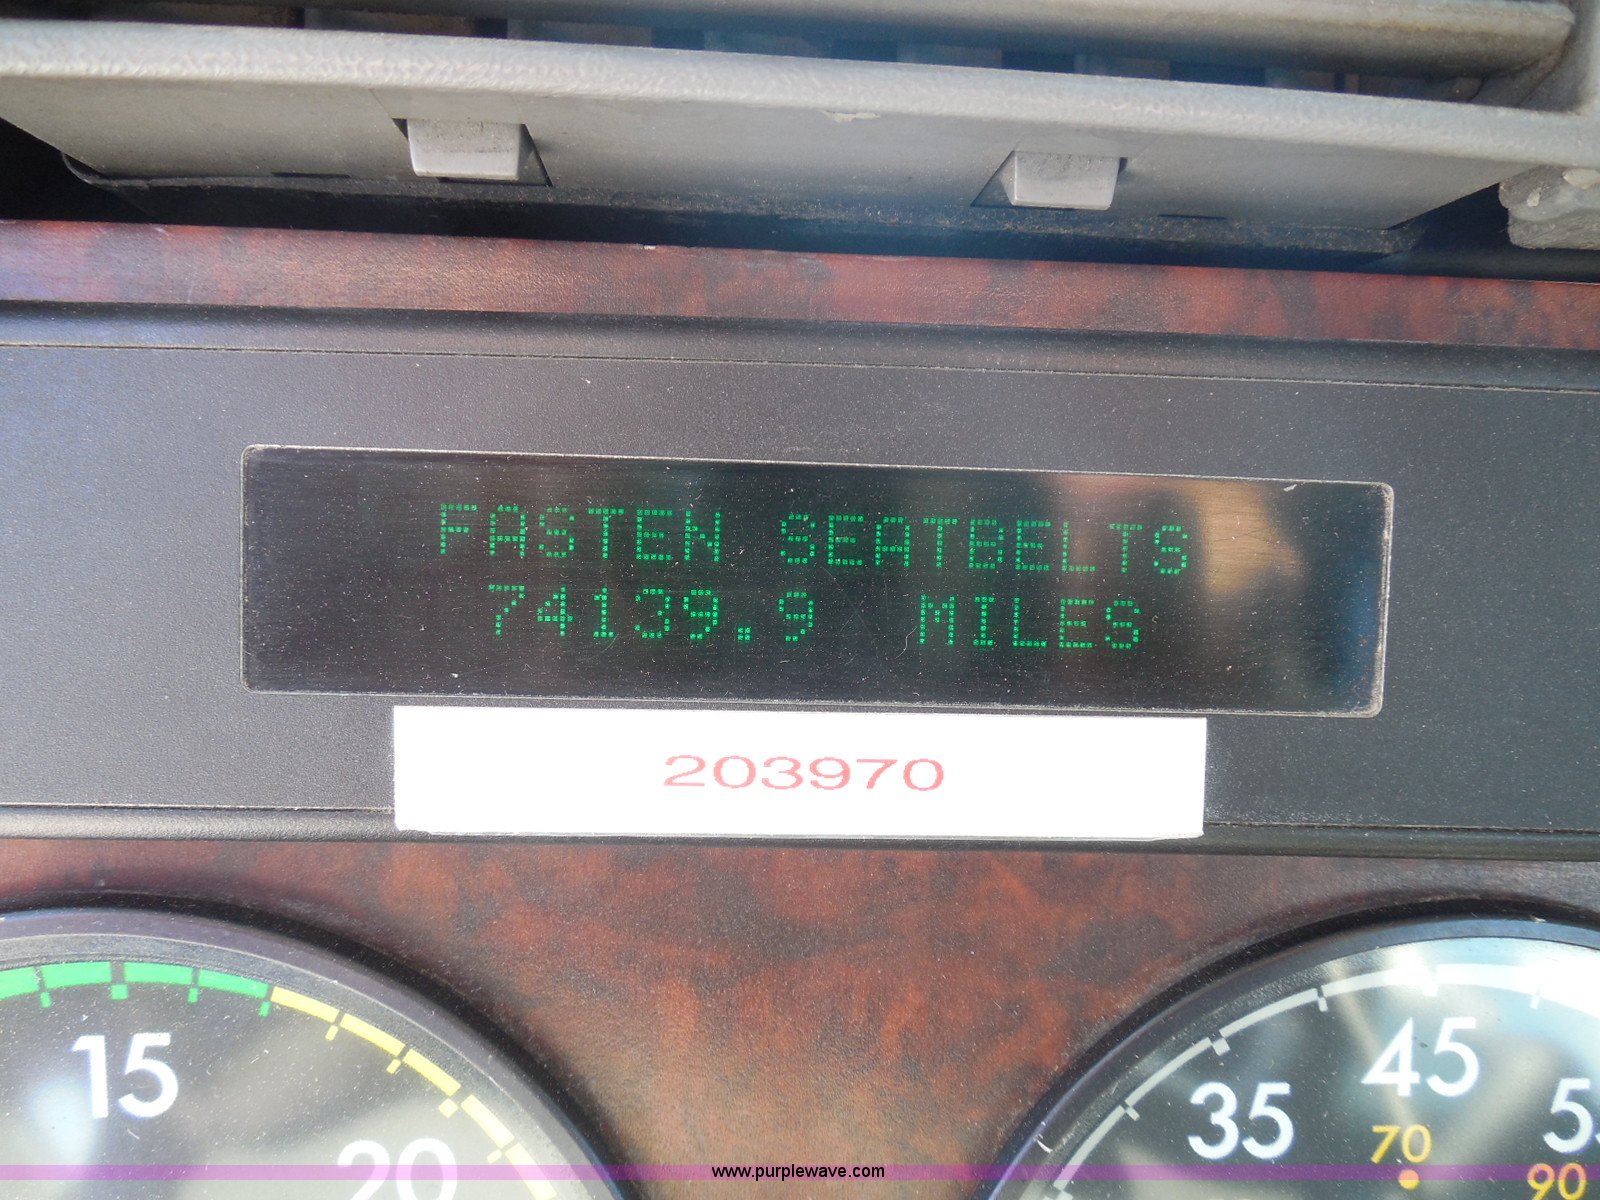 FASTEN SEATBELTS
74139.9 MILES
203970
15
20
35
45
70
90
www.purplewave.com